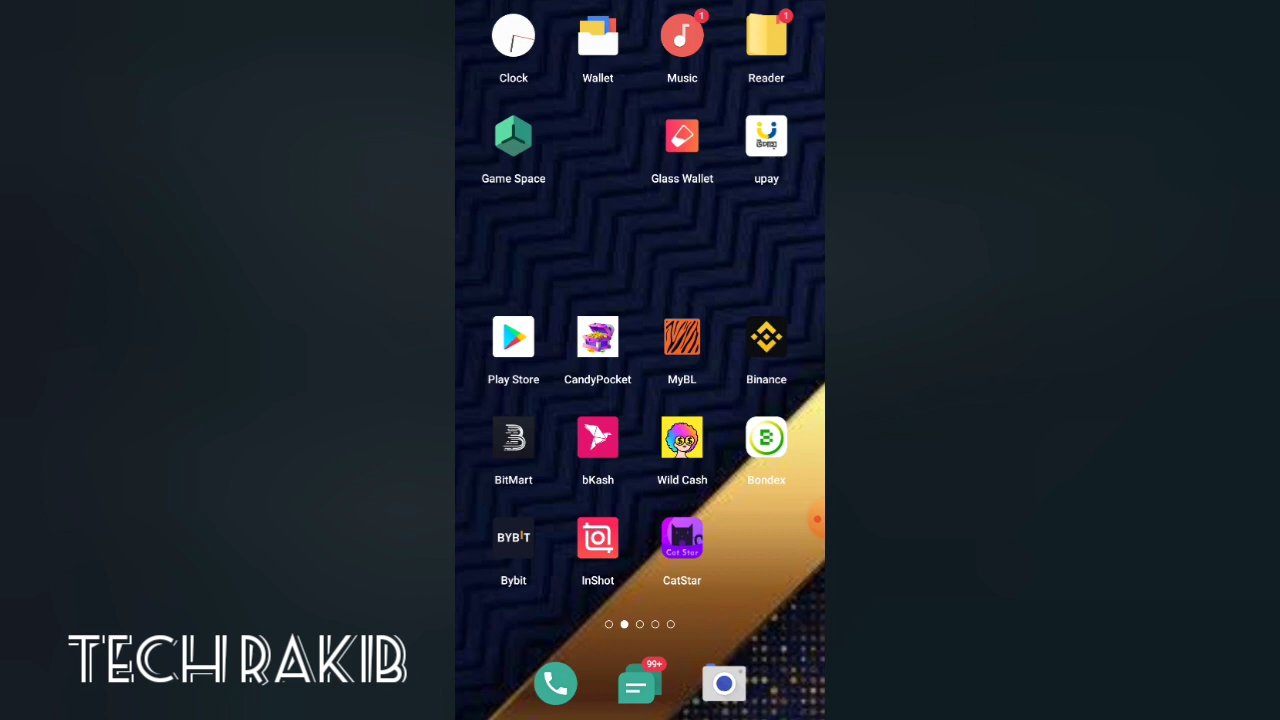 1
1
Clock Wallet Music Reader
উপায়
Game Space Glass Wallet upay
Play Store CandyPocket MyBL Binance
BitMart bKash Wild Cash Bondex
BYBIT
Cat Star
Bybit InShot CatStar
99+
TECH RAKIB